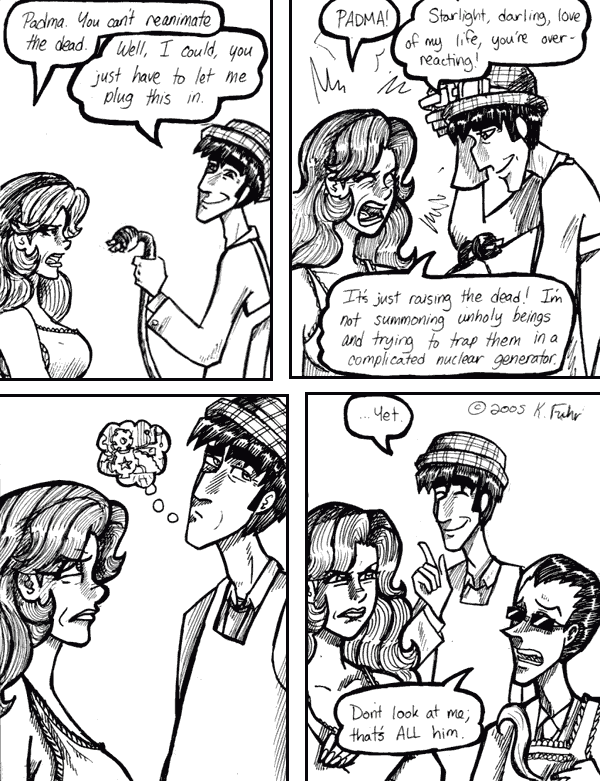 Padma. You can't reanimate
the dead.
Well, I could, you
just have to let me
plug this in.
PADMA!
Starlight, darling, love
of my life, you're over-
reacting!
It's just raising the dead! I'm
not summoning unholy beings
and trying to trap them in a
complicated nuclear generator.
...Yet.
© 2005 K. Fuhr
Don't look at me;
that's ALL him.